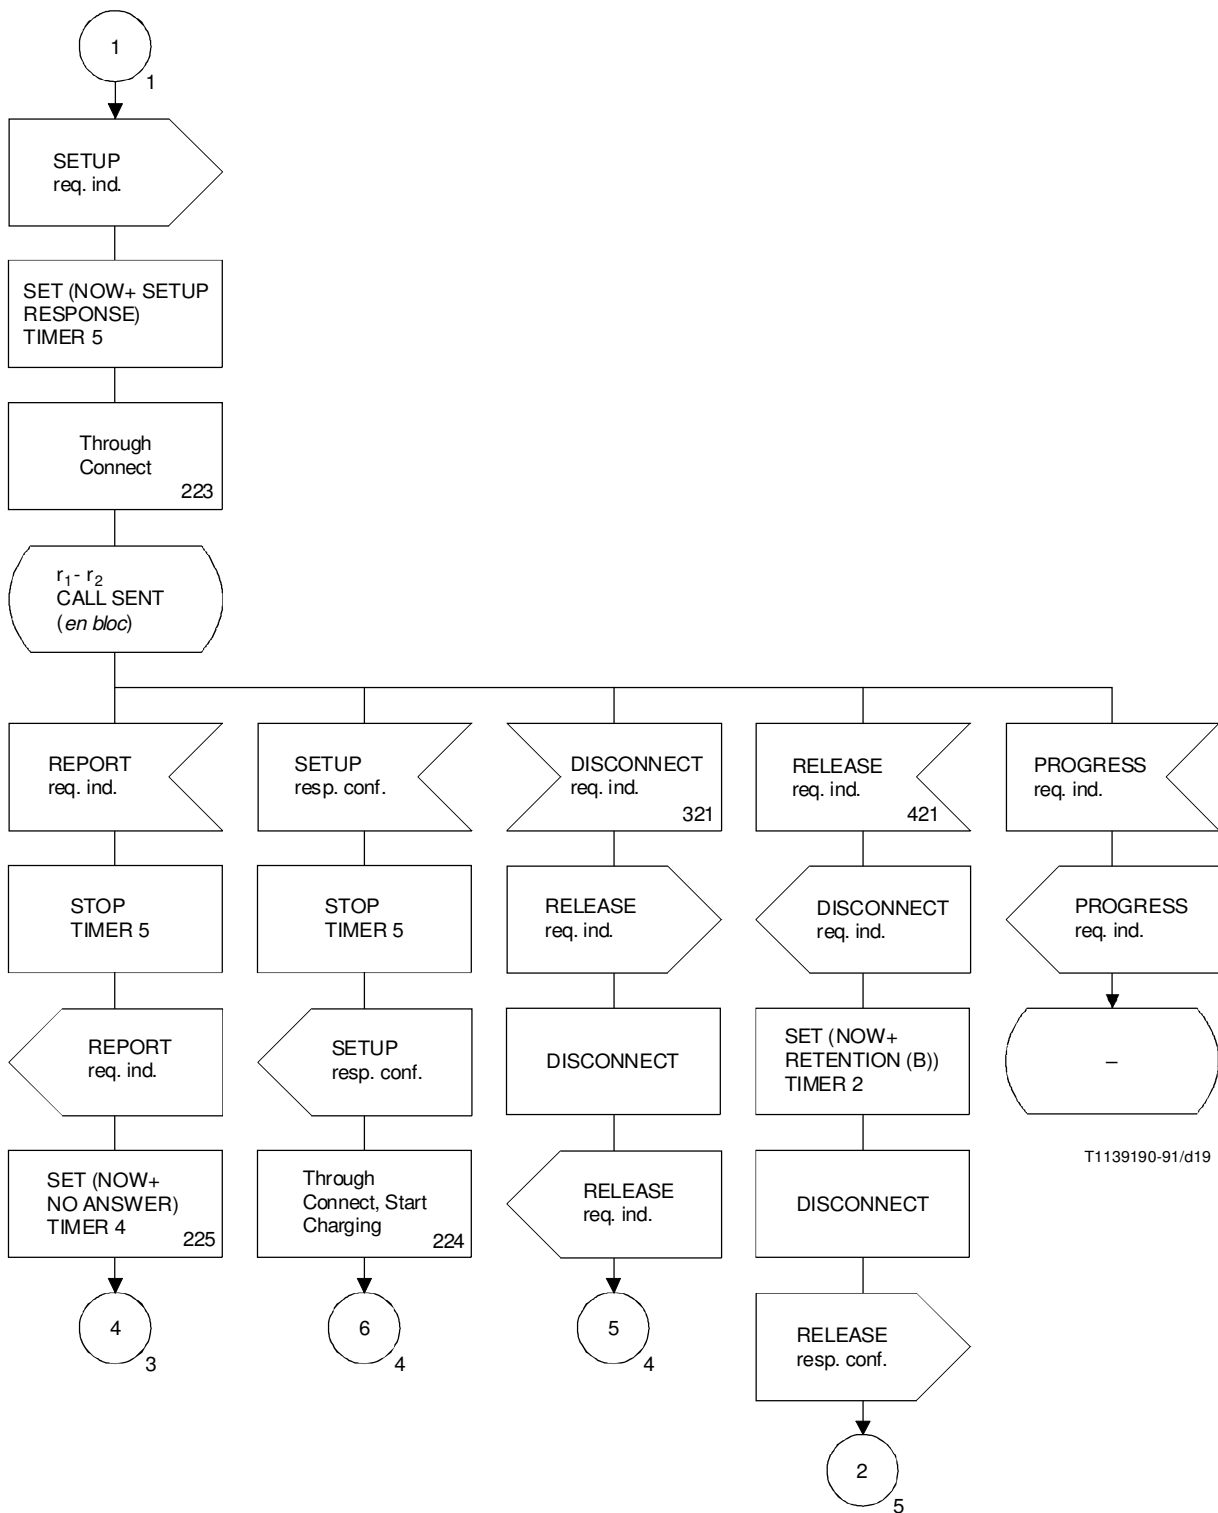 1
1
SETUP
req. ind.
SET (NOW+ SETUP
RESPONSE)
TIMER 5
Through
Connect
223
r1- r2
CALL SENT
(en bloc)
REPORT
req. ind.
STOP
TIMER 5
REPORT
req. ind.
SET (NOW+
NO ANSWER)
TIMER 4
225
4
3
SETUP
resp. conf.
STOP
TIMER 5
SETUP
resp. conf.
Through
Connect, Start
Charging
224
6
4
DISCONNECT
req. ind.
321
RELEASE
req. ind.
DISCONNECT
RELEASE
req. ind.
5
4
RELEASE
req. ind.
421
DISCONNECT
req. ind.
SET (NOW+
RETENTION (B))
TIMER 2
DISCONNECT
RELEASE
resp. conf.
2
5
PROGRESS
req. ind.
PROGRESS
req. ind.
–
T1139190-91/d19